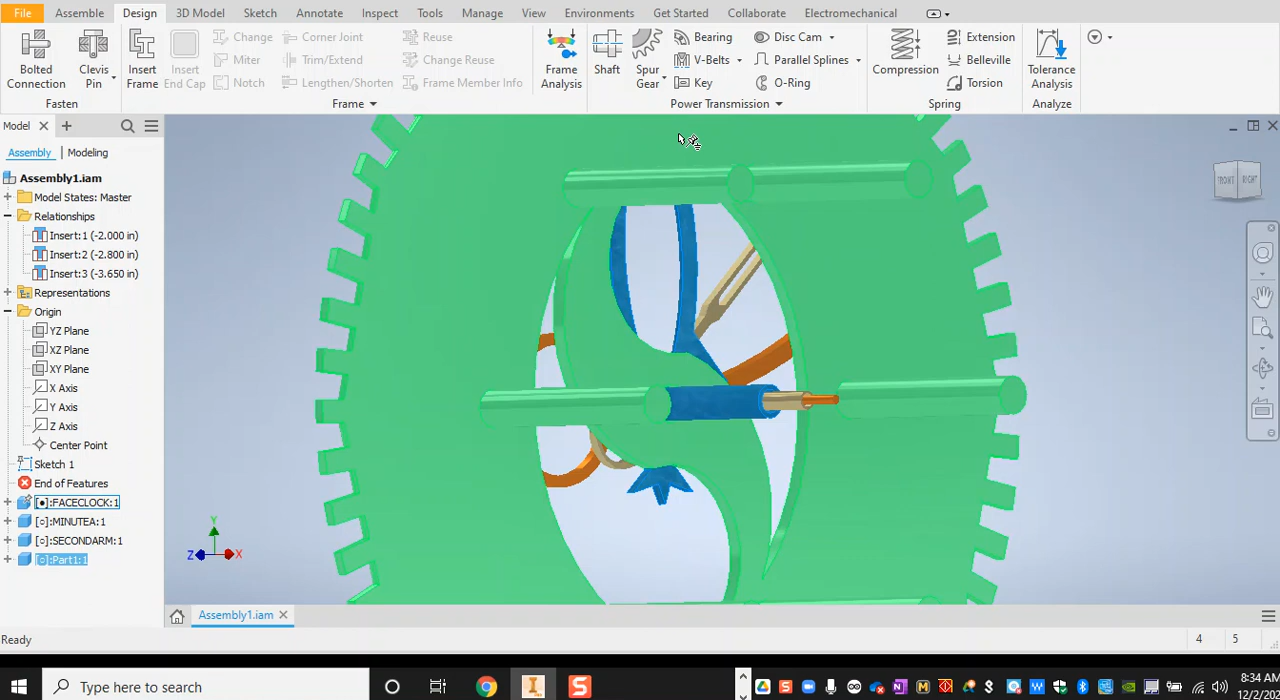 File Assemble Design 3D Model Sketch Annotate Inspect Tools Manage View Environments Get Started Collaborate Electromechanical
Bolted Connection
Clevis Pin
Insert Frame
Insert End Cap
Change
Miter
Notch
Corner Joint
Trim/Extend
Lengthen/Shorten
Reuse
Change Reuse
Frame Member Info
Frame Analysis
Shaft
Spur Gear
Bearing
V-Belts
Key
Disc Cam
Parallel Splines
O-Ring
Compression
Extension
Belleville
Torsion
Tolerance Analysis
Fasten Frame Power Transmission Spring Analyze
Model
Assembly Modeling
Assembly1.iam
Model States: Master
Relationships
Insert:1 (-2.000 in)
Insert:2 (-2.800 in)
Insert:3 (-3.650 in)
Representations
Origin
YZ Plane
XZ Plane
XY Plane
X Axis
Y Axis
Z Axis
Center Point
Sketch 1
End of Features
[●]:FACECLOCK:1
[○]:MINUTEA:1
[○]:SECONDARM:1
[○]:Part1:1
FRONT RIGHT
Y
Z X
Assembly1.iam
Ready 4 5
Type here to search
8:34 AM